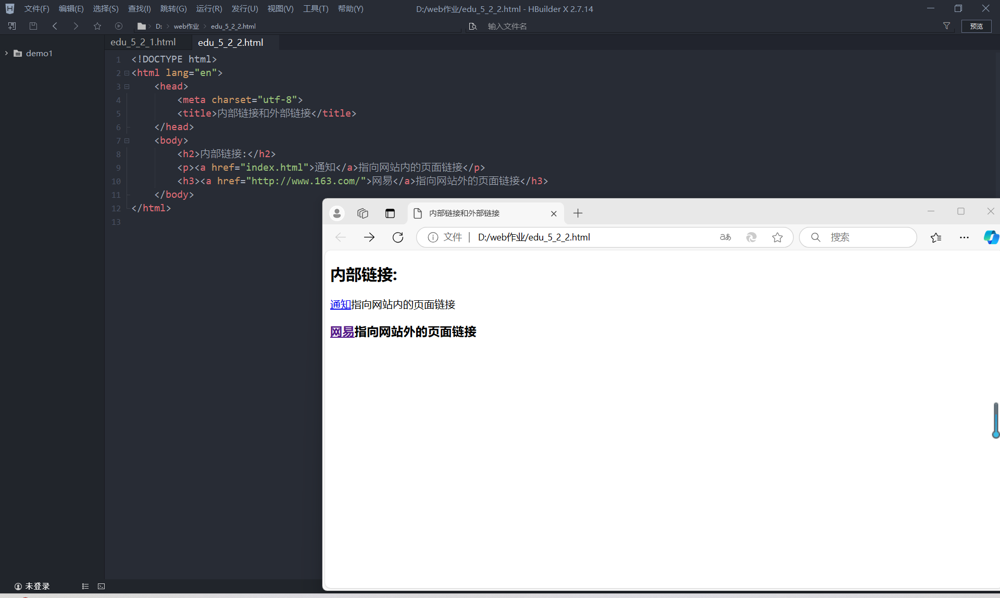 文件(F) 编辑(E) 选择(S) 查找(I) 跳转(G) 运行(R) 发行(U) 视图(V) 工具(T) 帮助(Y) D:/web作业/edu_5_2_2.html - HBuilder X 2.7.14
D: web作业 edu_5_2_2.html 输入文件名 预览
edu_5_2_1.html edu_5_2_2.html
demo1
1 <!DOCTYPE html>
2 <html lang="en">
3 <head>
4 <meta charset="utf-8">
5 <title>内部链接和外部链接</title>
6 </head>
7 <body>
8 <h2>内部链接:</h2>
9 <p><a href="index.html">通知</a>指向网站内的页面链接</p>
10 <h3><a href="http://www.163.com/">网易</a>指向网站外的页面链接</h3>
11 </body>
12 </html>
13
内部链接和外部链接
文件 D:/web作业/edu_5_2_2.html aあ 搜索
内部链接:
通知指向网站内的页面链接
网易指向网站外的页面链接
未登录